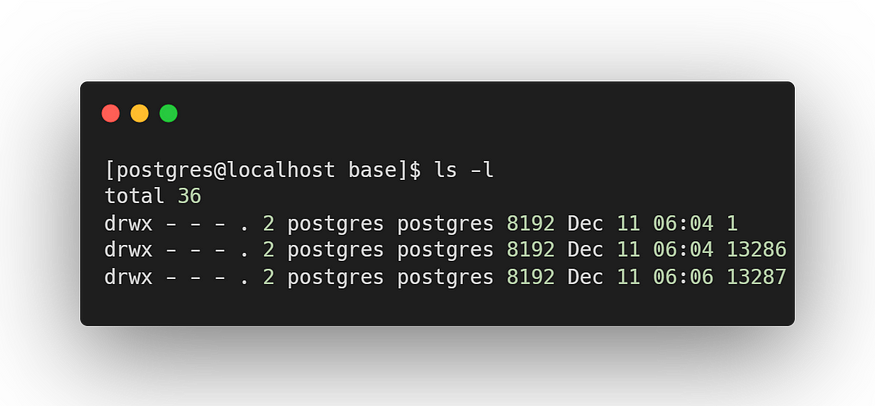 [postgres@localhost base]$ ls -l
total 36
drwx - - - . 2 postgres postgres 8192 Dec 11 06:04 1
drwx - - - . 2 postgres postgres 8192 Dec 11 06:04 13286
drwx - - - . 2 postgres postgres 8192 Dec 11 06:06 13287